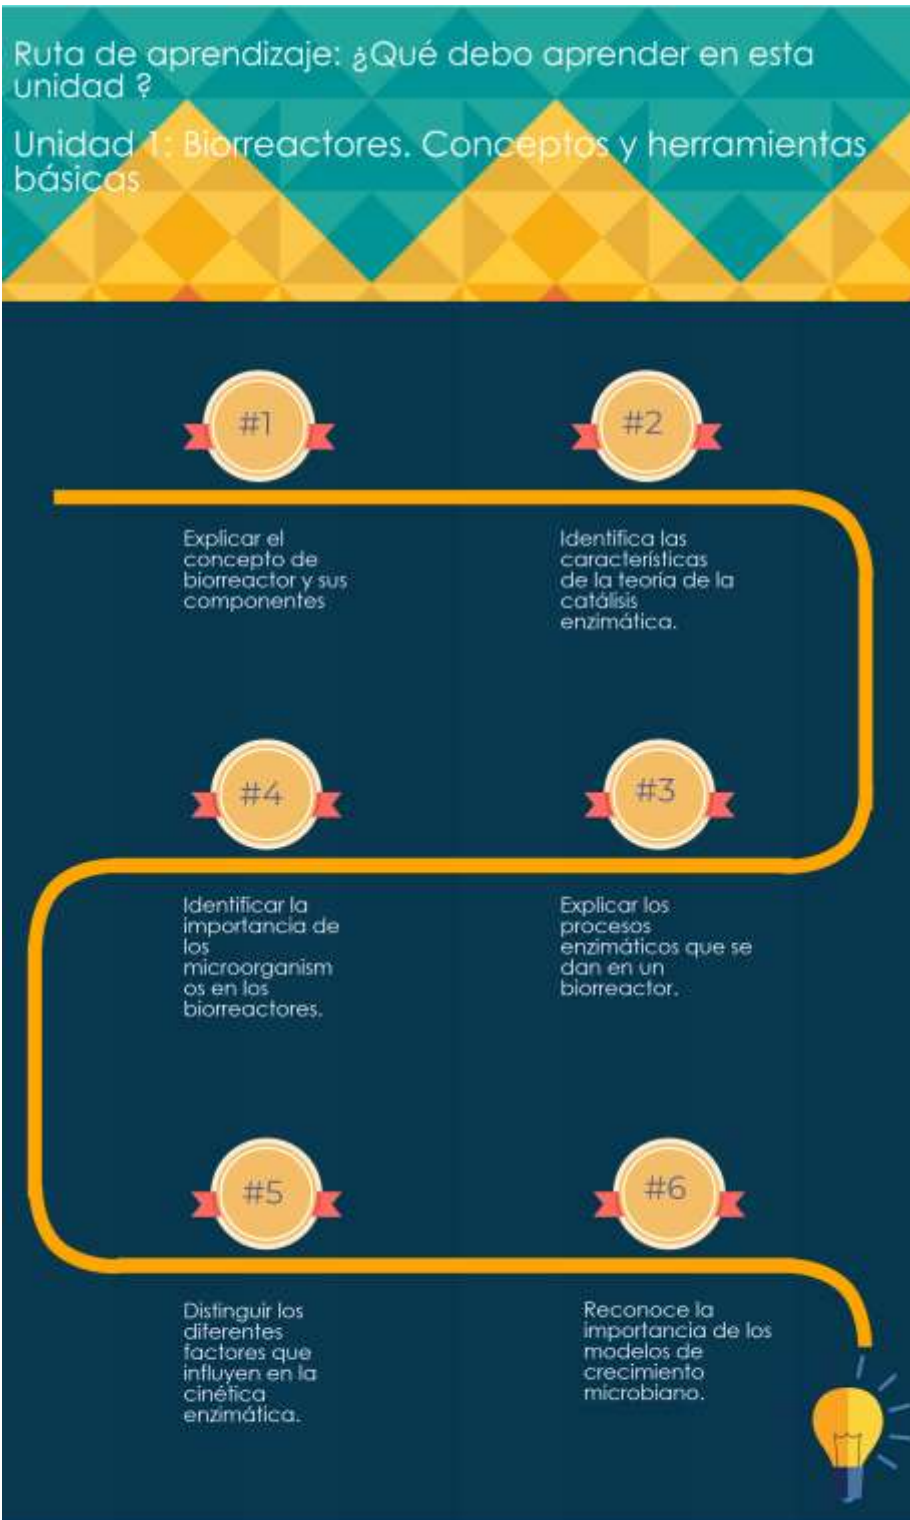 Ruta de aprendizaje: ¿Qué debo aprender en esta
unidad ?
Unidad 1: Biorreactores. Conceptos y herramientas
básicas
#1
Explicar el
concepto de
biorreactor y sus
componentes
#2
Identifica las
características
de la teoría de la
catálisis
enzimática.
#3
Explicar los
procesos
enzimáticos que se
dan en un
biorreactor.
#4
Identificar la
importancia de
los
microorganism
os en los
biorreactores.
#5
Distinguir los
diferentes
factores que
influyen en la
cinética
enzimática.
#6
Reconoce la
importancia de los
modelos de
crecimiento
microbiano.